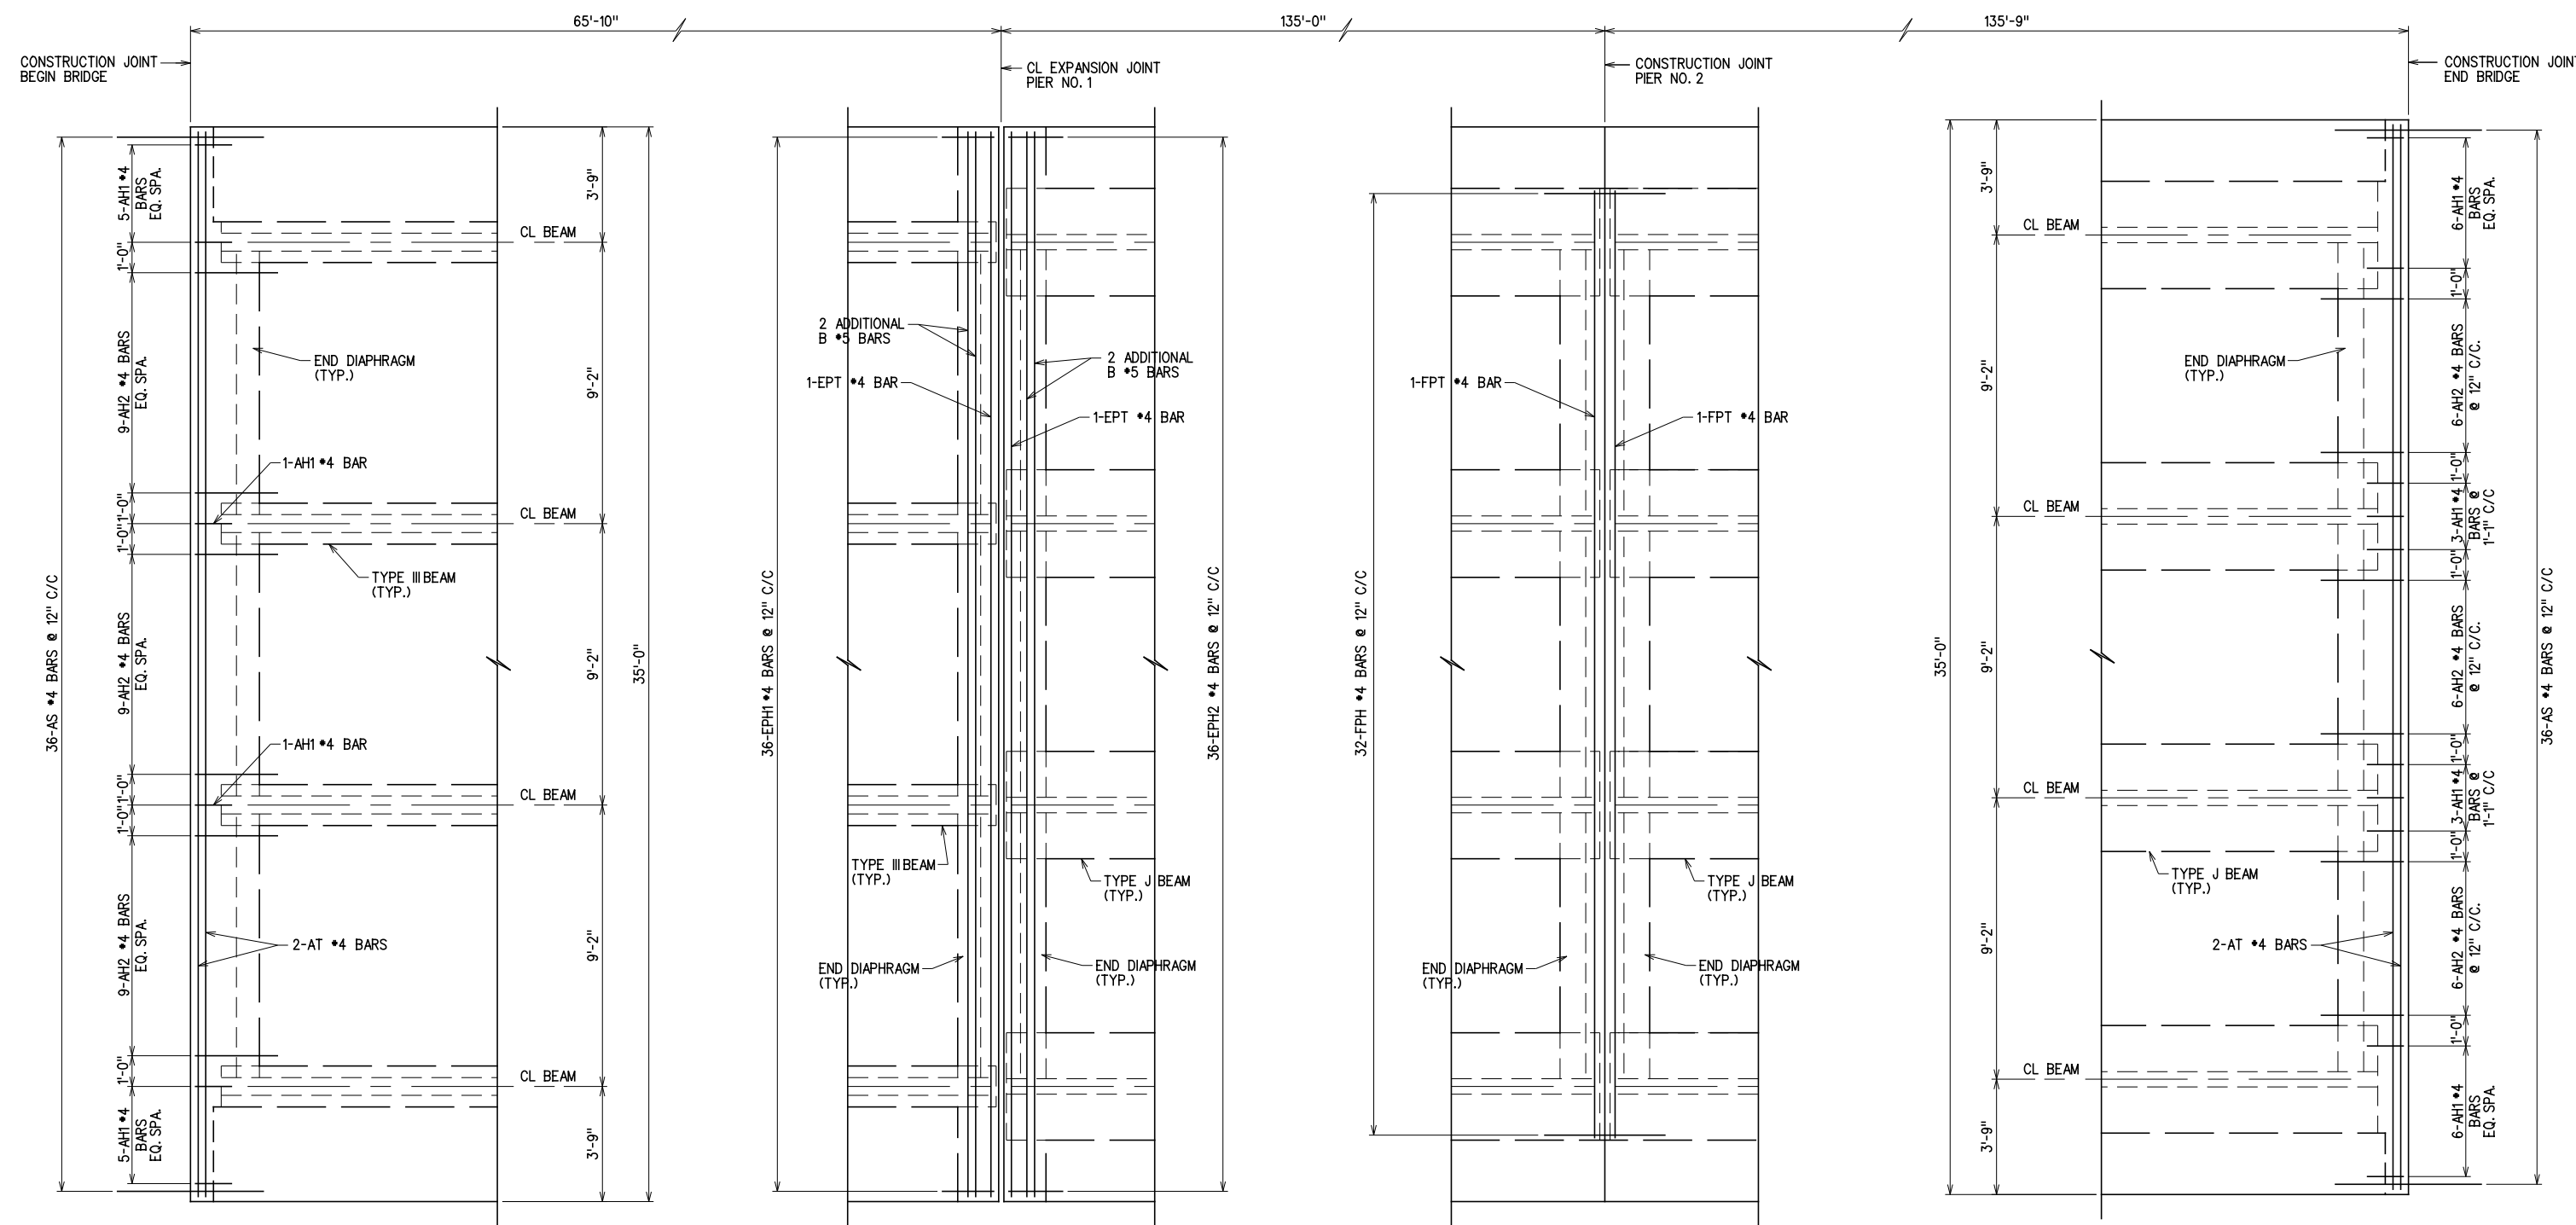 65'-10"
135'-0"
135'-9"
CONSTRUCTION JOINT
BEGIN BRIDGE
CL EXPANSION JOINT
PIER NO. 1
CONSTRUCTION JOINT
PIER NO. 2
CONSTRUCTION JOINT
END BRIDGE
36-AS #4 BARS @ 12" C/C
5-AH1 #4
BARS
EQ. SPA.
1'-0"
9-AH2 #4 BARS
EQ. SPA.
1'-0"
1'-0"
9-AH2 #4 BARS
EQ. SPA.
1'-0"
1'-0"
9-AH2 #4 BARS
EQ. SPA.
1'-0"
5-AH1 #4
BARS
EQ. SPA.
END DIAPHRAGM
(TYP.)
1-AH1 #4 BAR
TYPE III BEAM
(TYP.)
1-AH1 #4 BAR
2-AT #4 BARS
CL BEAM
CL BEAM
CL BEAM
CL BEAM
3'-9"
9'-2"
9'-2"
9'-2"
3'-9"
35'-0"
36-EPH1 #4 BARS @ 12" C/C
2 ADDITIONAL
B #5 BARS
1-EPT #4 BAR
TYPE III BEAM
(TYP.)
END DIAPHRAGM
(TYP.)
2 ADDITIONAL
B #5 BARS
1-EPT #4 BAR
TYPE J BEAM
(TYP.)
END DIAPHRAGM
(TYP.)
36-EPH2 #4 BARS @ 12" C/C
32-FPH #4 BARS @ 12" C/C
1-FPT #4 BAR
1-FPT #4 BAR
TYPE J BEAM
(TYP.)
END DIAPHRAGM
(TYP.)
END DIAPHRAGM
(TYP.)
35'-0"
3'-9"
9'-2"
9'-2"
9'-2"
3'-9"
CL BEAM
CL BEAM
CL BEAM
CL BEAM
END DIAPHRAGM
(TYP.)
TYPE J BEAM
(TYP.)
2-AT #4 BARS
6-AH1 #4
BARS
EQ. SPA.
1'-0"
6-AH2 #4 BARS
@ 12" C/C.
1'-0"
3-AH1 #4
BARS @
1'-1" C/C
1'-0"
6-AH2 #4 BARS
@ 12" C/C.
1'-0"
3-AH1 #4
BARS @
1'-1" C/C
1'-0"
6-AH2 #4 BARS
@ 12" C/C.
1'-0"
6-AH1 #4
BARS
EQ. SPA.
36-AS #4 BARS @ 12" C/C